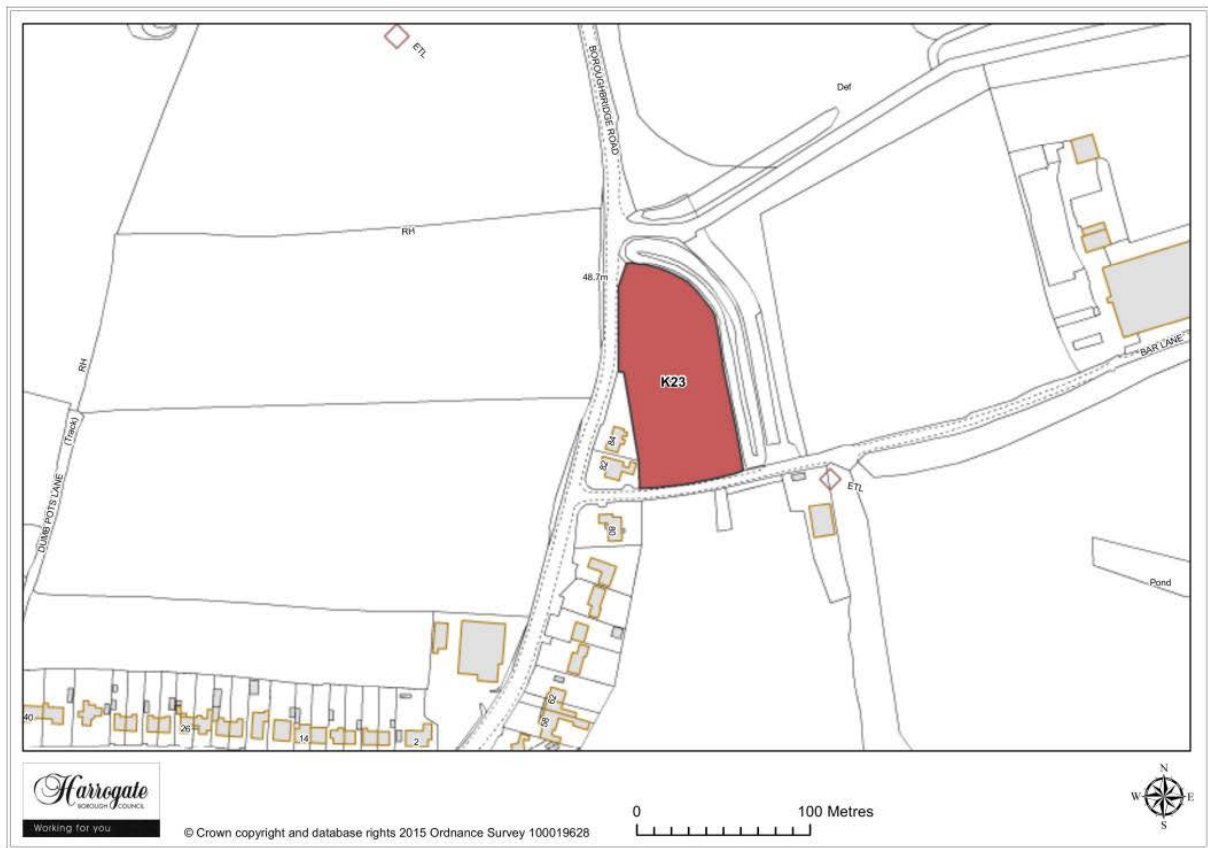 ETL
BOROUGHBRIDGE ROAD
Def
RH
48.7m
RH
K23
BAR LANE
(Track)
DUMB POTS LANE
84
82
ETL
80
Pond
62
58
40
26
14
2
Harrogate
BOROUGH COUNCIL
Working for you
© Crown copyright and database rights 2015 Ordnance Survey 100019628
0 100 Metres
N
W E
S